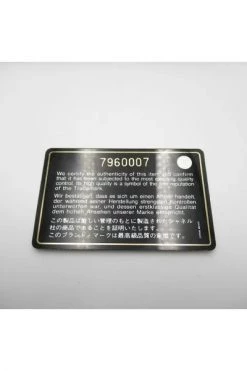 7960007
We certify the authenticity of this item and confirm
that it has been subjected to the most exacting quality
control. Its high quality is a symbol of the firm reputation
of the Trademark.
Wir bestätigen, dass es sich um einen Artikel handelt,
der während seiner Herstellung strengsten Kontrollen
unterworfen war, und dessen erstklassige Qualität
dem hohen Ansehen unserer Marke entspricht.
この製品は厳しい管理のもとに製造されたシャネル
社の商品であることを証明いたします。
このブランドマークは最高級品質の象徴です。